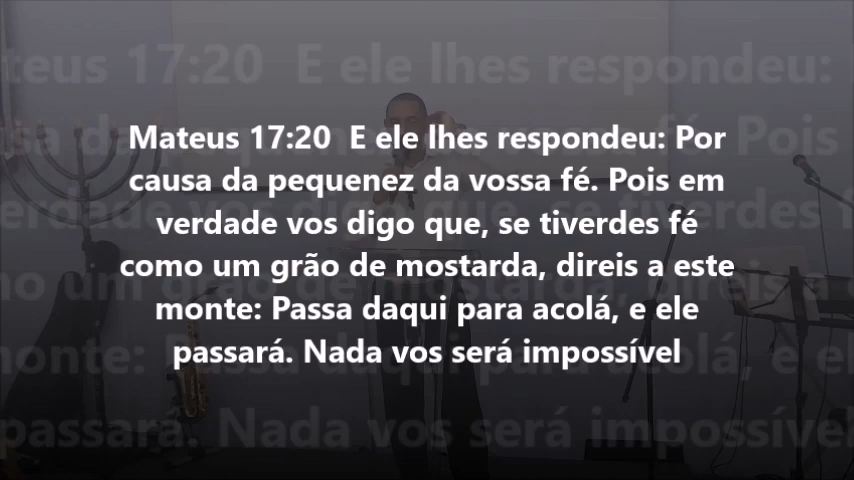 Mateus 17:20  E ele lhes respondeu: Por
causa da pequenez da vossa fé. Pois em
verdade vos digo que, se tiverdes fé
como um grão de mostarda, direis a este
monte: Passa daqui para acolá, e ele
passará. Nada vos será impossível